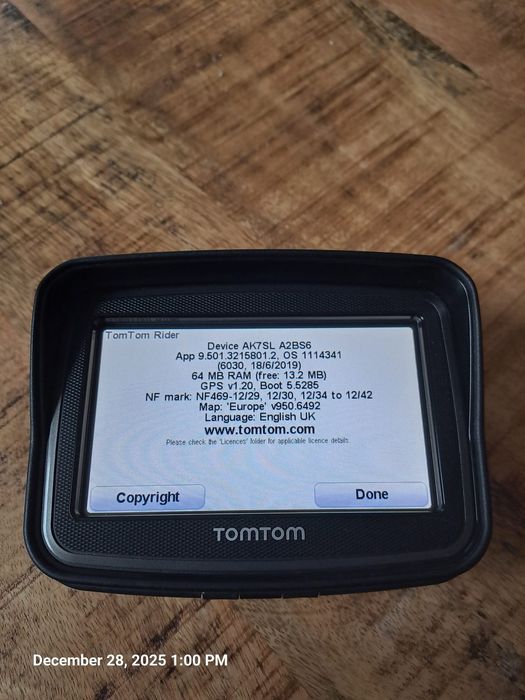 TomTom Rider
Device AK7SL A2BS6
App 9.501.3215801.2, OS 1114341
(6030, 18/6/2019)
64 MB RAM (free: 13.2 MB)
GPS v1.20, Boot 5.5285
NF mark: NF469-12/29, 12/30, 12/34 to 12/42
Map: 'Europe' v950.6492
Language: English UK
www.tomtom.com
Please check the 'Licences' folder for applicable licence details.
Copyright
Done
TOMTOM
December 28, 2025 1:00 PM